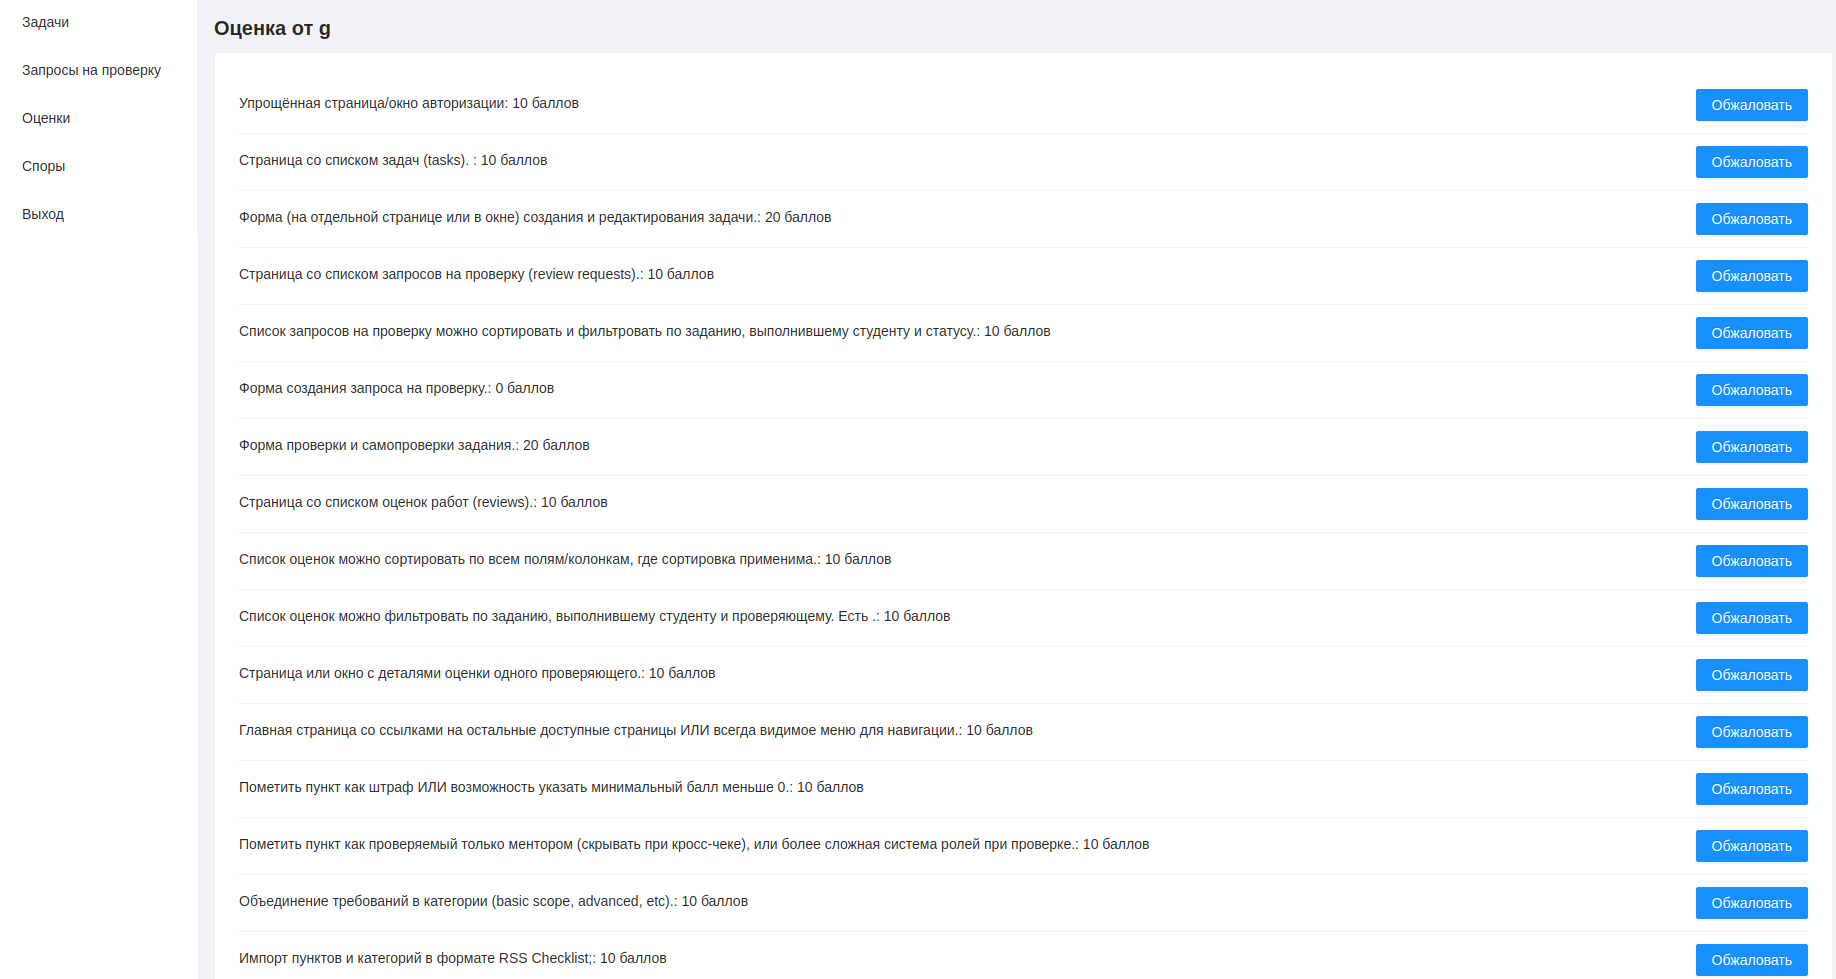 Задачи
Запросы на проверку
Оценки
Споры
Выход
Оценка от g
Упрощённая страница/окно авторизации: 10 баллов
Обжаловать
Страница со списком задач (tasks). : 10 баллов
Обжаловать
Форма (на отдельной странице или в окне) создания и редактирования задачи.: 20 баллов
Обжаловать
Страница со списком запросов на проверку (review requests).: 10 баллов
Обжаловать
Список запросов на проверку можно сортировать и фильтровать по заданию, выполнившему студенту и статусу.: 10 баллов
Обжаловать
Форма создания запроса на проверку.: 0 баллов
Обжаловать
Форма проверки и самопроверки задания.: 20 баллов
Обжаловать
Страница со списком оценок работ (reviews).: 10 баллов
Обжаловать
Список оценок можно сортировать по всем полям/колонкам, где сортировка применима.: 10 баллов
Обжаловать
Список оценок можно фильтровать по заданию, выполнившему студенту и проверяющему. Есть .: 10 баллов
Обжаловать
Страница или окно с деталями оценки одного проверяющего.: 10 баллов
Обжаловать
Главная страница со ссылками на остальные доступные страницы ИЛИ всегда видимое меню для навигации.: 10 баллов
Обжаловать
Пометить пункт как штраф ИЛИ возможность указать минимальный балл меньше 0.: 10 баллов
Обжаловать
Пометить пункт как проверяемый только ментором (скрывать при кросс-чеке), или более сложная система ролей при проверке.: 10 баллов
Обжаловать
Объединение требований в категории (basic scope, advanced, etc).: 10 баллов
Обжаловать
Импорт пунктов и категорий в формате RSS Checklist;: 10 баллов
Обжаловать